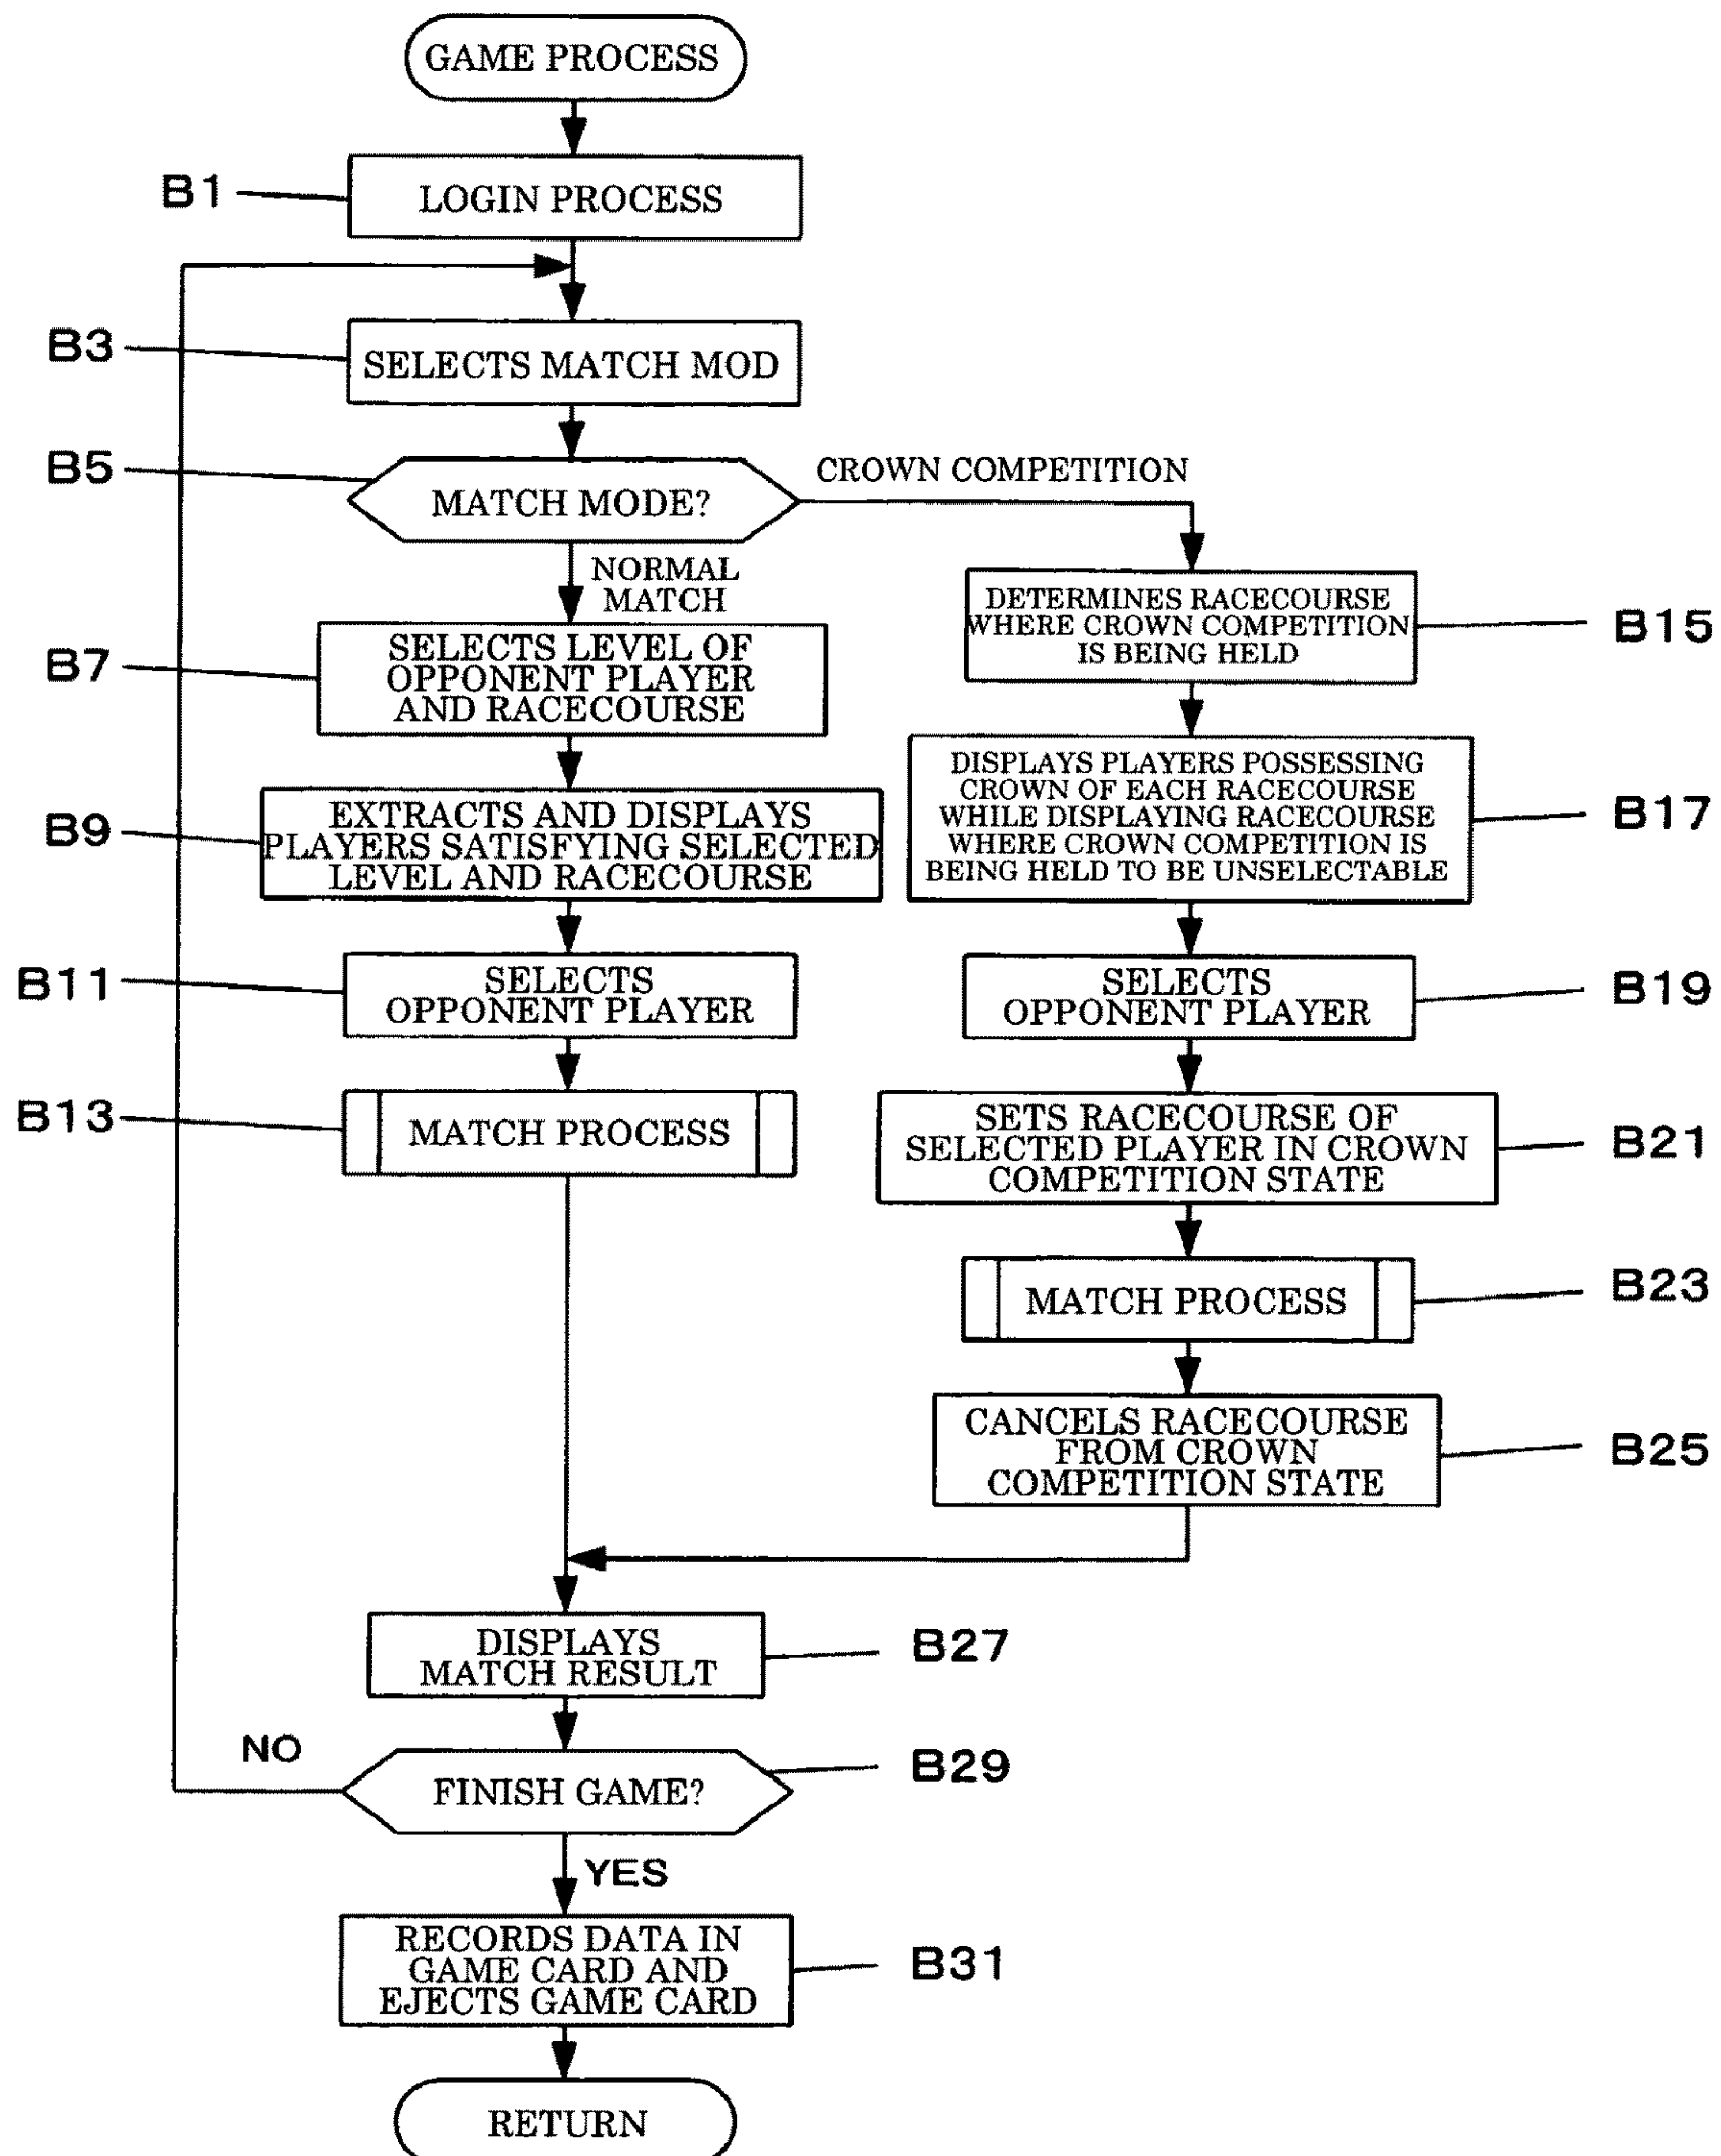 GAME PROCESS
B1
LOGIN PROCESS
B3
SELECTS MATCH MOD
B5
MATCH MODE?
CROWN COMPETITION
NORMAL
MATCH
B7
SELECTS LEVEL OF
OPPONENT PLAYER
AND RACECOURSE
B9
EXTRACTS AND DISPLAYS
PLAYERS SATISFYING SELECTED
LEVEL AND RACECOURSE
B11
SELECTS
OPPONENT PLAYER
B13
MATCH PROCESS
DETERMINES RACECOURSE
WHERE CROWN COMPETITION
IS BEING HELD
B15
DISPLAYS PLAYERS POSSESSING
CROWN OF EACH RACECOURSE
WHILE DISPLAYING RACECOURSE
WHERE CROWN COMPETITION IS
BEING HELD TO BE UNSELECTABLE
B17
SELECTS
OPPONENT PLAYER
B19
SETS RACECOURSE OF
SELECTED PLAYER IN CROWN
COMPETITION STATE
B21
MATCH PROCESS
B23
CANCELS RACECOURSE
FROM CROWN
COMPETITION STATE
B25
DISPLAYS
MATCH RESULT
B27
NO
FINISH GAME?
B29
YES
RECORDS DATA IN
GAME CARD AND
EJECTS GAME CARD
B31
RETURN